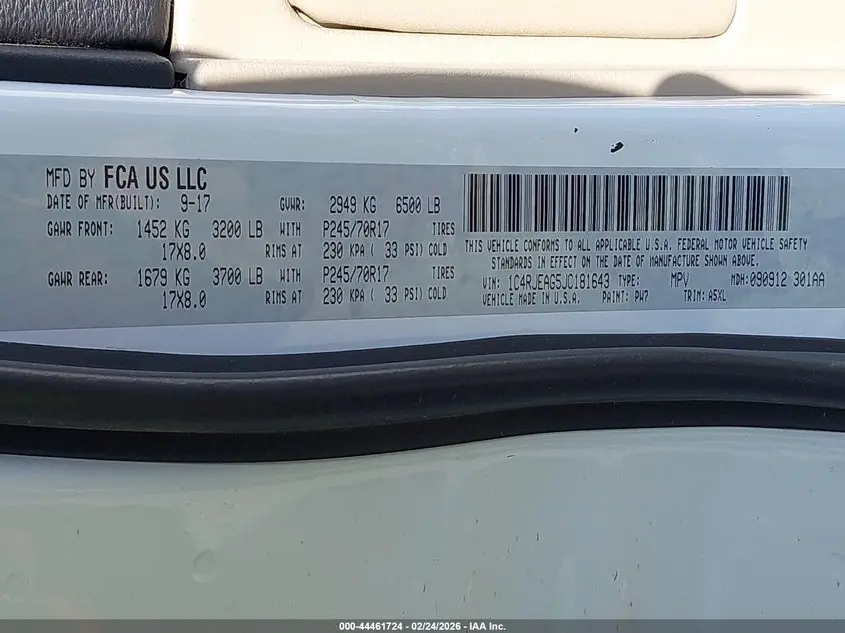 MFD BY FCA US LLC
DATE OF MFR(BUILT): 9-17 GVWR: 2949 KG 6500 LB
GAWR FRONT: 1452 KG 3200 LB WITH P245/70R17 TIRES
17X8.0 RIMS AT 230 KPA ( 33 PSI) COLD
GAWR REAR: 1679 KG 3700 LB WITH P245/70R17 TIRES
17X8.0 RIMS AT 230 KPA ( 33 PSI) COLD
THIS VEHICLE CONFORMS TO ALL APPLICABLE U.S.A. FEDERAL MOTOR VEHICLE SAFETY
STANDARDS IN EFFECT ON THE DATE OF MANUFACTURE SHOWN ABOVE.
VIN: 1C4RJEAG5JC181643 TYPE: MPV MDH:090912 301AA
VEHICLE MADE IN U.S.A. PAINT: PW7 TRIM: A5XL
000-44461724 - 02/24/2026 - IAA Inc.